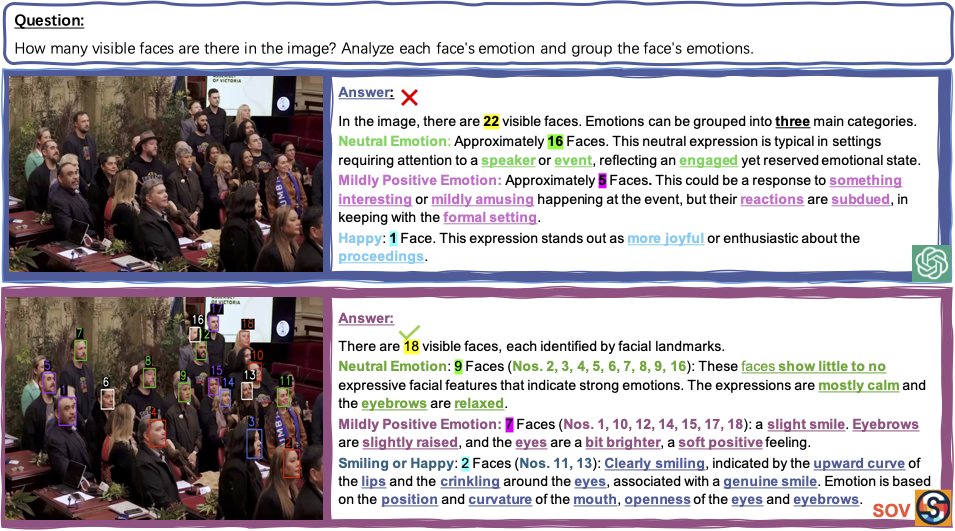 Question:
How many visible faces are there in the image? Analyze each face's emotion and group the face's emotions.
OF VICTORIA
Answer:
In the image, there are 22 visible faces. Emotions can be grouped into three main categories.
Neutral Emotion: Approximately 16 Faces. This neutral expression is typical in settings
requiring attention to a speaker or event, reflecting an engaged yet reserved emotional state.
Mildly Positive Emotion: Approximately 5 Faces. This could be a response to something
interesting or mildly amusing happening at the event, but their reactions are subdued, in
keeping with the formal setting.
Happy: 1 Face. This expression stands out as more joyful or enthusiastic about the
proceedings.
17
16
18
7
2
10
8
5
15
13
9
14
11
6
1
4
3
2
Answer:
There are 18 visible faces, each identified by facial landmarks.
Neutral Emotion: 9 Faces (Nos. 2, 3, 4, 5, 6, 7, 8, 9, 16): These faces show little to no
expressive facial features that indicate strong emotions. The expressions are mostly calm and
the eyebrows are relaxed.
Mildly Positive Emotion: 7 Faces (Nos. 1, 10, 12, 14, 15, 17, 18): a slight smile. Eyebrows
are slightly raised, and the eyes are a bit brighter, a soft positive feeling.
Smiling or Happy: 2 Faces (Nos. 11, 13): Clearly smiling, indicated by the upward curve of
the lips and the crinkling around the eyes, associated with a genuine smile. Emotion is based
on the position and curvature of the mouth, openness of the eyes and eyebrows.
SOV